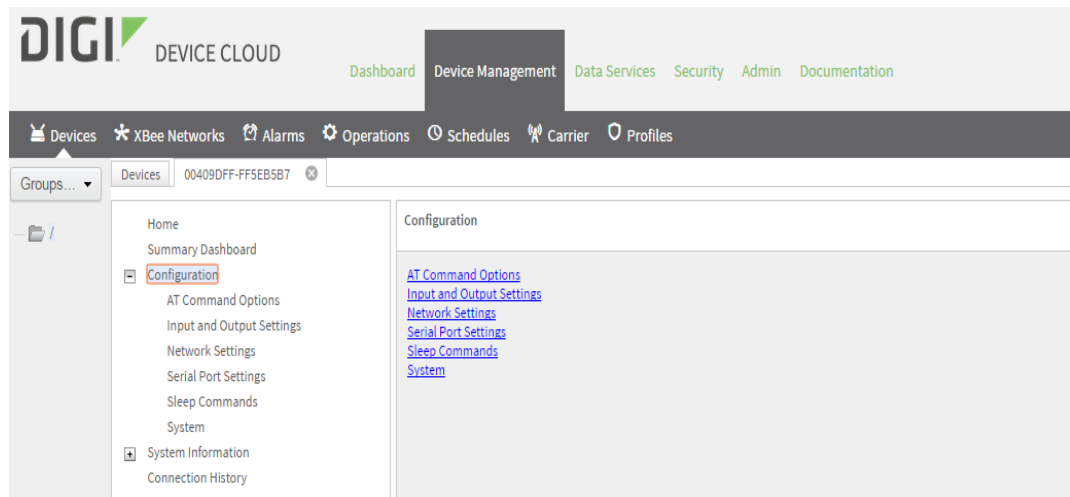 DIGI. DEVICE CLOUD
Dashboard Device Management Data Services Security Admin Documentation
Devices XBee Networks Alarms Operations Schedules Carrier Profiles
Groups...
Devices 00409DFF-FF5EB5B7
/
Home
Summary Dashboard
Configuration
AT Command Options
Input and Output Settings
Network Settings
Serial Port Settings
Sleep Commands
System
System Information
Connection History
Configuration
AT Command Options
Input and Output Settings
Network Settings
Serial Port Settings
Sleep Commands
System